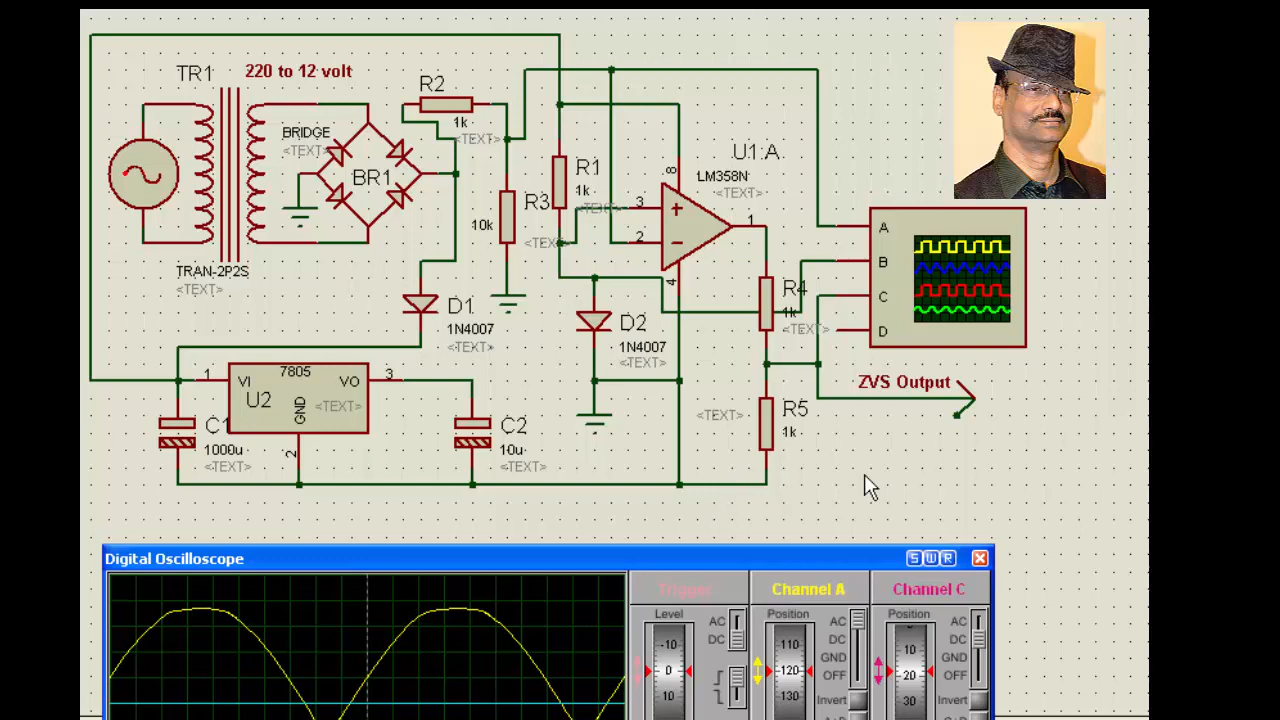 TR1
220 to 12 volt
BRIDGE
<TEXT>
BR1
TRAN-2P2S
<TEXT>
R2
1k
<TEXT>
R3
10k
<TEXT>
R1
1k
<TEXT>
U1:A
LM358N
<TEXT>
8
3
2
1
4
D1
1N4007
<TEXT>
D2
1N4007
<TEXT>
R4
1k
<TEXT>
A
B
C
D
ZVS Output
R5
1k
<TEXT>
1
VI
7805
VO
3
U2
GND
<TEXT>
2
C1
1000u
<TEXT>
C2
10u
<TEXT>
Digital Oscilloscope
S W R
Trigger
Channel A
Channel C
Level
AC
DC
-10
0
10
Position
AC
DC
GND
OFF
Invert
110
120
130
Position
AC
DC
GND
OFF
Invert
10
20
30